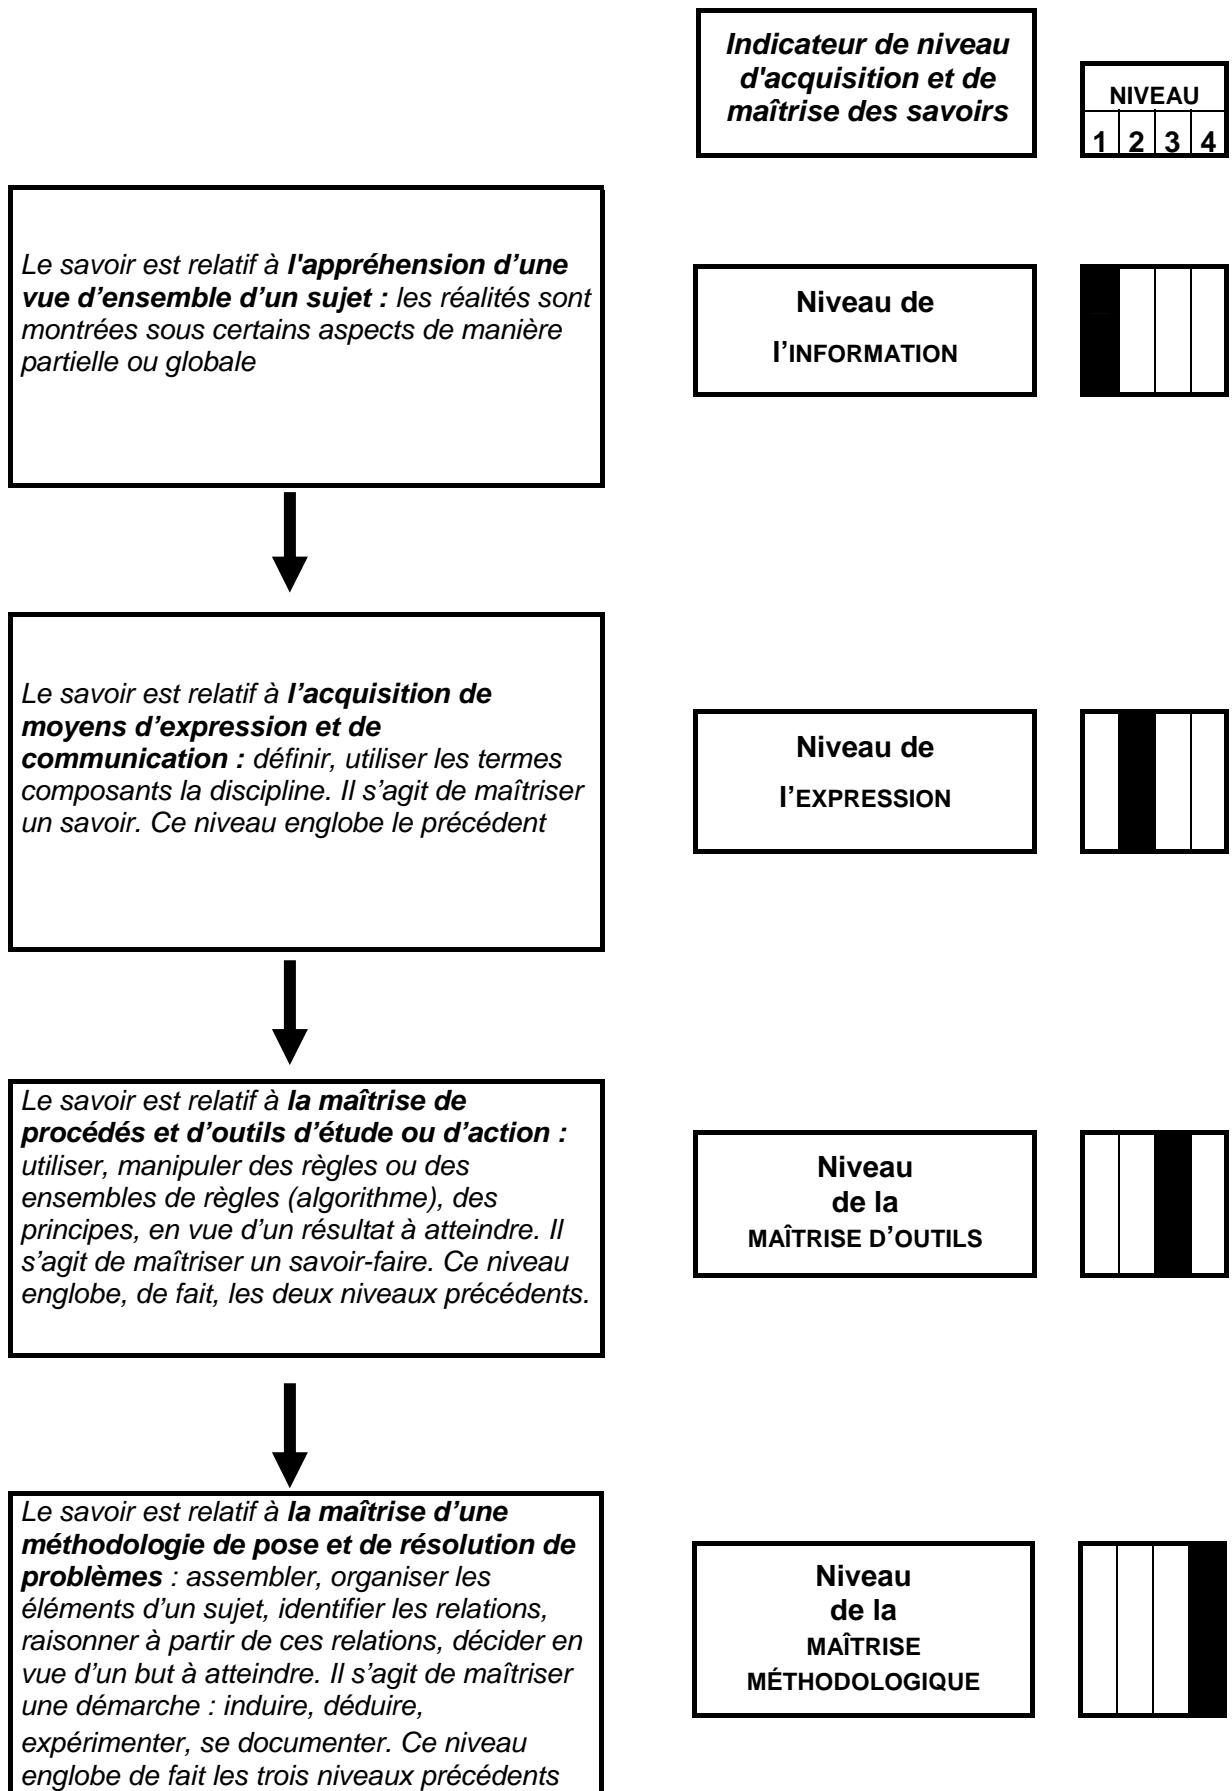 Indicateur de niveau
d'acquisition et de
maîtrise des savoirs
NIVEAU
1 2 3 4
Le savoir est relatif à l'appréhension d’une
vue d’ensemble d’un sujet : les réalités sont
montrées sous certains aspects de manière
partielle ou globale
Niveau de
l’INFORMATION
Le savoir est relatif à l’acquisition de
moyens d’expression et de
communication : définir, utiliser les termes
composants la discipline. Il s’agit de maîtriser
un savoir. Ce niveau englobe le précédent
Niveau de
l’EXPRESSION
Le savoir est relatif à la maîtrise de
procédés et d’outils d’étude ou d’action :
utiliser, manipuler des règles ou des
ensembles de règles (algorithme), des
principes, en vue d’un résultat à atteindre. Il
s’agit de maîtriser un savoir-faire. Ce niveau
englobe, de fait, les deux niveaux précédents.
Niveau
de la
MAÎTRISE D’OUTILS
Le savoir est relatif à la maîtrise d’une
méthodologie de pose et de résolution de
problèmes : assembler, organiser les
éléments d’un sujet, identifier les relations,
raisonner à partir de ces relations, décider en
vue d’un but à atteindre. Il s’agit de maîtriser
une démarche : induire, déduire,
expérimenter, se documenter. Ce niveau
englobe de fait les trois niveaux précédents
Niveau
de la
MAÎTRISE
MÉTHODOLOGIQUE